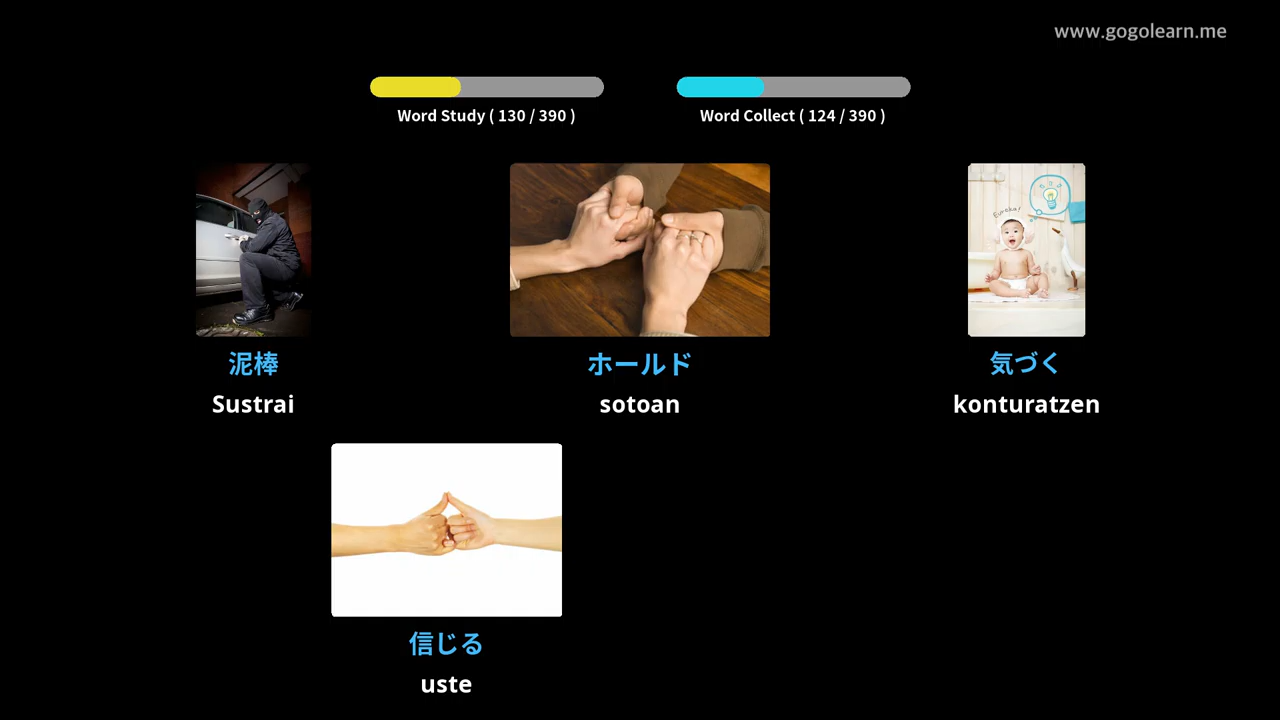 www.gogolearn.me
Word Study ( 130 / 390 )
Word Collect ( 124 / 390 )
Eureka!
泥棒
ホールド
気づく
Sustrai
sotoan
konturatzen
信じる
uste